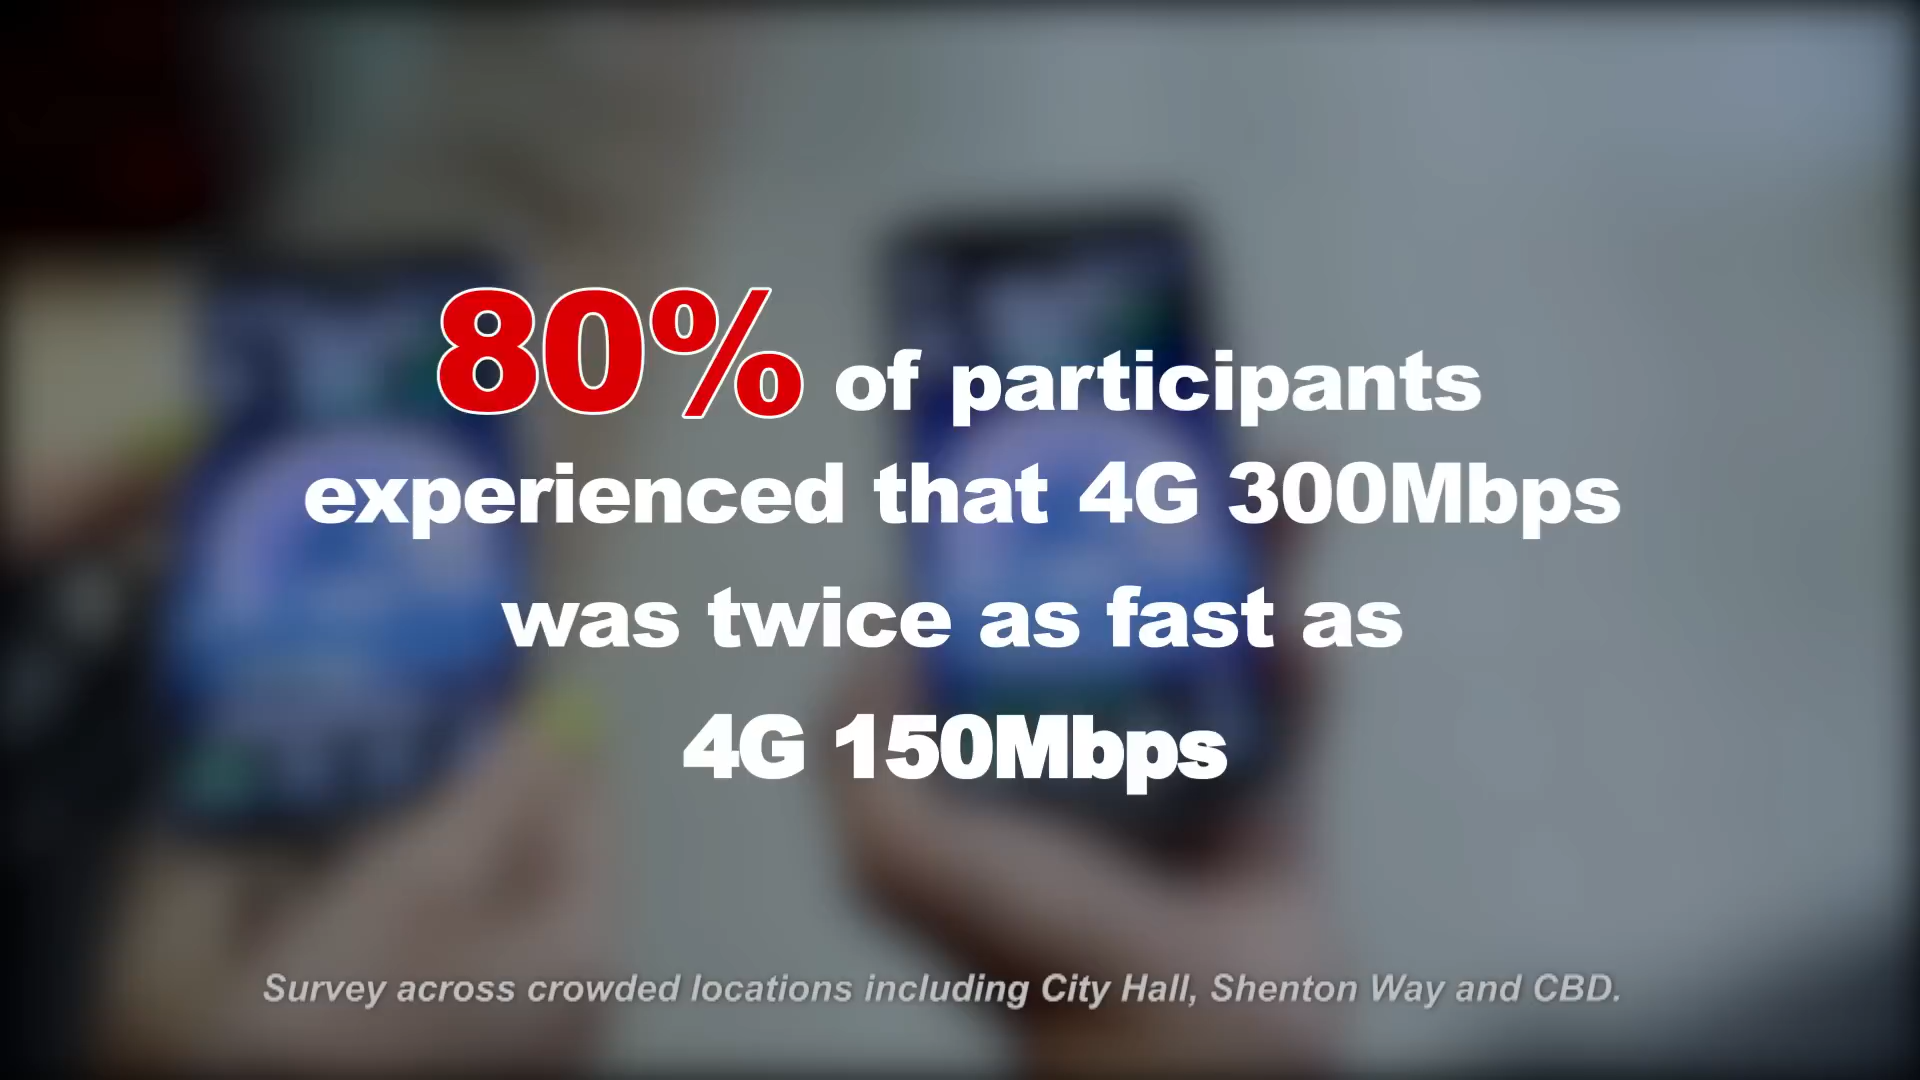 80% of participants
experienced that 4G 300Mbps
was twice as fast as
4G 150Mbps
Survey across crowded locations including City Hall, Shenton Way and CBD.